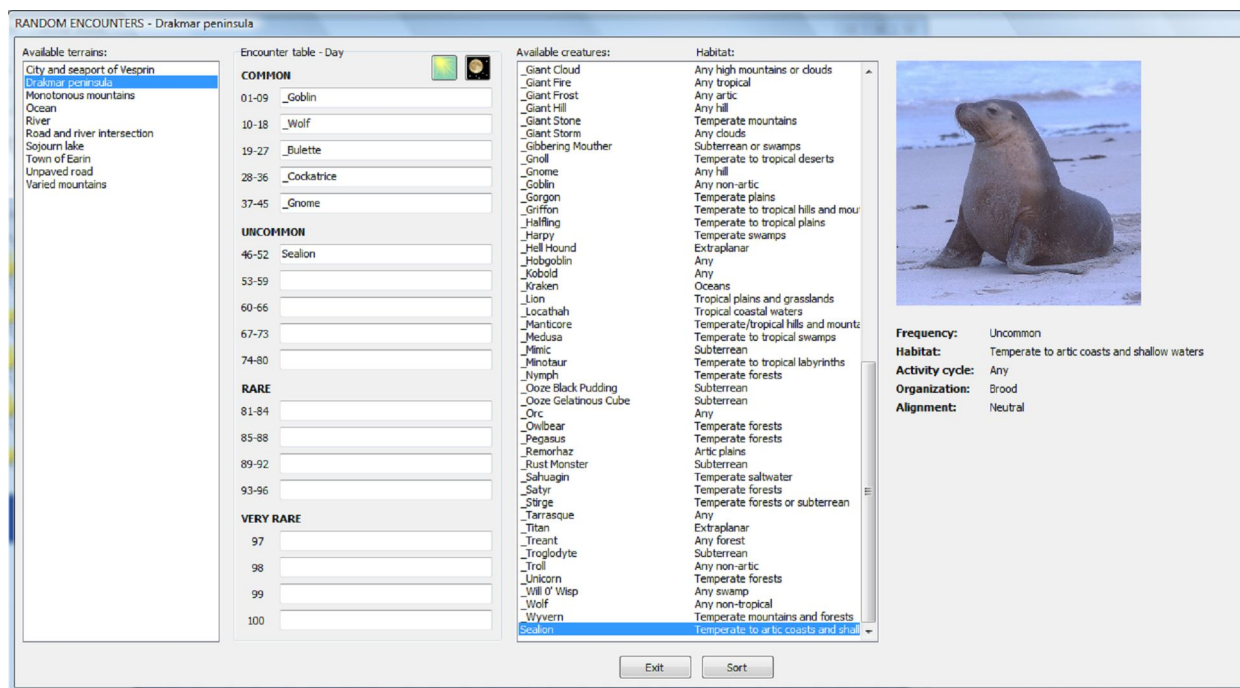 RANDOM ENCOUNTERS - Drakmar peninsula
Available terrains:
City and seaport of Vesprin
Drakmar peninsula
Monotonous mountains
Ocean
River
Road and river intersection
Sojourn lake
Town of Earin
Unpaved road
Varied mountains
Encounter table - Day
COMMON
01-09 _Goblin
10-18 _Wolf
19-27 _Bulette
28-36 _Cockatrice
37-45 _Gnome
UNCOMMON
46-52 Sealion
53-59
60-66
67-73
74-80
RARE
81-84
85-88
89-92
93-96
VERY RARE
97
98
99
100
Available creatures: Habitat:
_Giant Cloud Any high mountains or clouds
_Giant Fire Any tropical
_Giant Frost Any artic
_Giant Hill Any hill
_Giant Stone Temperate mountains
_Giant Storm Any clouds
_Gibbering Mouther Subterrean or swamps
_Gnoll Temperate to tropical deserts
_Gnome Any hill
_Goblin Any non-artic
_Gorgon Temperate plains
_Griffon Temperate to tropical hills and mou
_Halfling Temperate to tropical plains
_Harpy Temperate swamps
_Hell Hound Extraplanar
_Hobgoblin Any
_Kobold Any
_Kraken Oceans
_Lion Tropical plains and grasslands
_Locathah Tropical coastal waters
_Manticore Temperate/tropical hills and mounta
_Medusa Temperate to tropical swamps
_Mimic Subterrean
_Minotaur Temperate to tropical labyrinths
_Nymph Temperate forests
_Ooze Black Pudding Subterrean
_Ooze Gelatinous Cube Subterrean
_Orc Any
_Owlbear Temperate forests
_Pegasus Temperate forests
_Remorhaz Artic plains
_Rust Monster Subterrean
_Sahuagin Temperate saltwater
_Satyr Temperate forests
_Stirge Temperate forests or subterrean
_Tarrasque Any
_Titan Extraplanar
_Treant Any forest
_Troglodyte Subterrean
_Troll Any non-artic
_Unicorn Temperate forests
_Will O' Wisp Any swamp
_Wolf Any non-tropical
_Wyvern Temperate mountains and forests
Sealion Temperate to artic coasts and shall
Frequency: Uncommon
Habitat: Temperate to artic coasts and shallow waters
Activity cycle: Any
Organization: Brood
Alignment: Neutral
Exit Sort